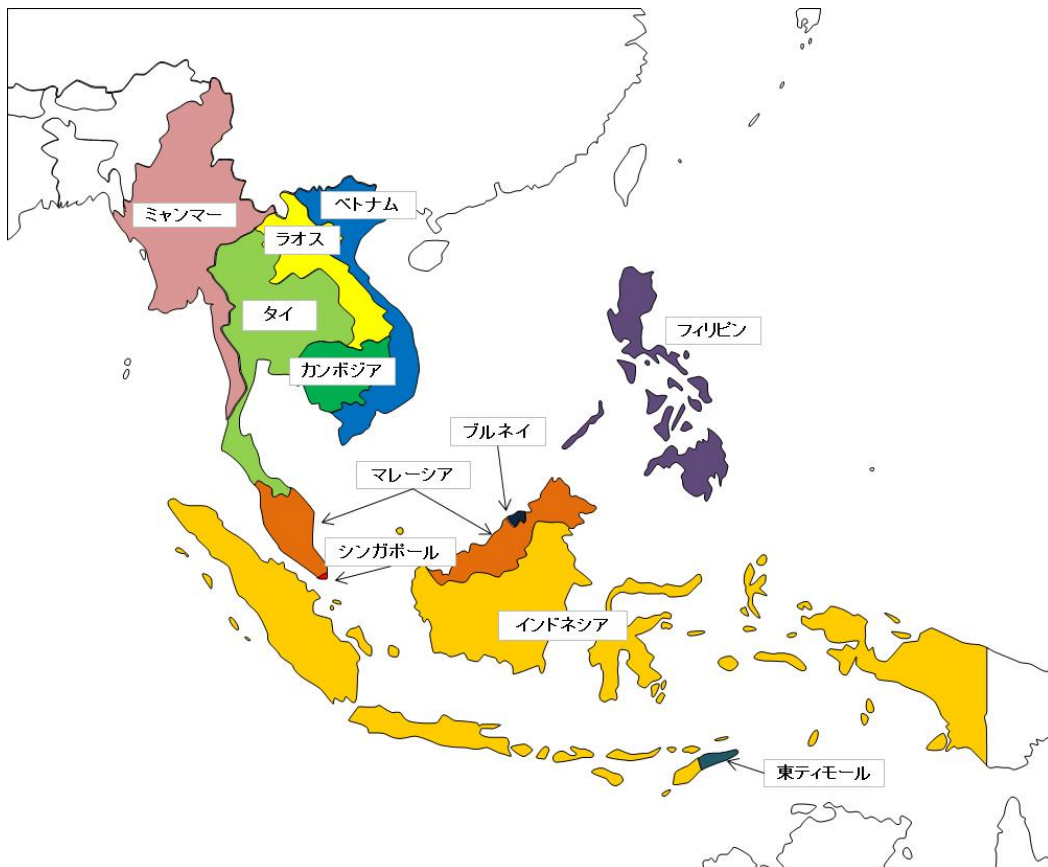 ベトナム
ミャンマー
ラオス
タイ
フィリピン
カンボジア
ブルネイ
マレーシア
シンガポール
インドネシア
東ティモール